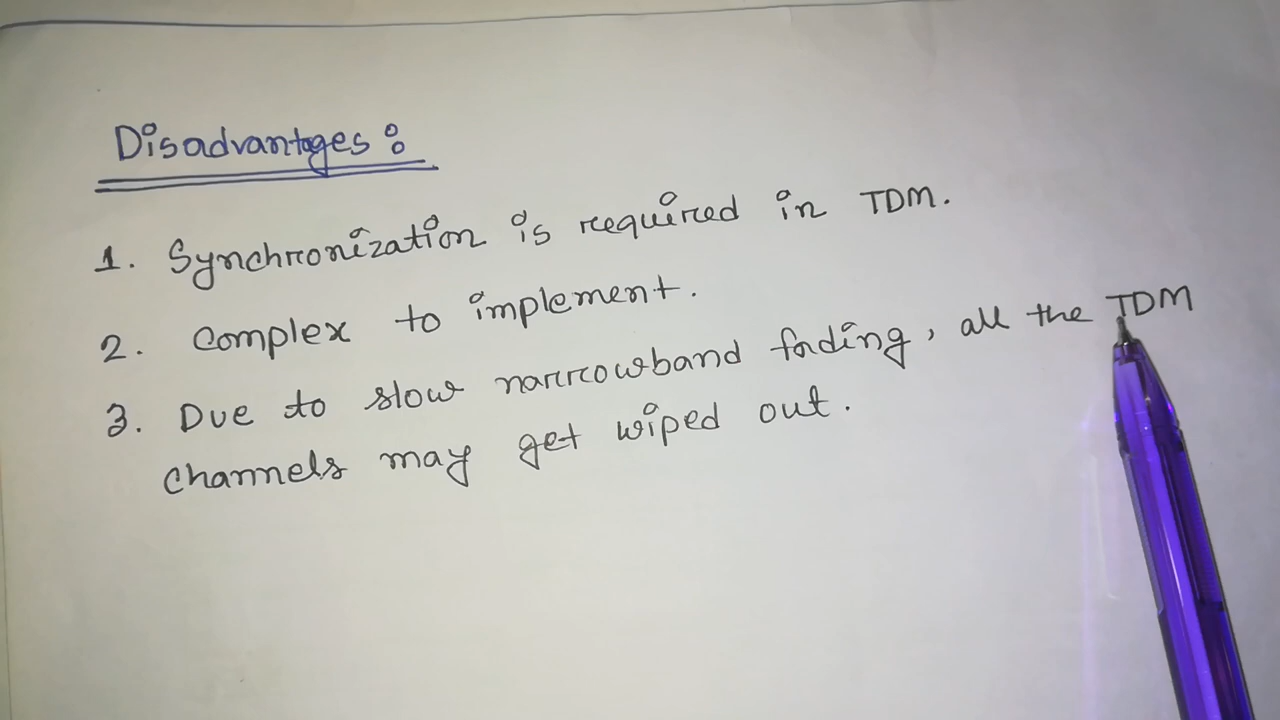 Disadvantages:
1. Synchronization is required in TDM.
2. Complex to implement.
3. Due to slow narrowband fading, all the TDM
channels may get wiped out.